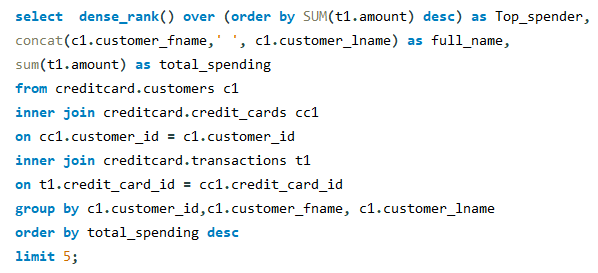 select  dense_rank() over (order by SUM(t1.amount) desc) as Top_spender,
concat(c1.customer_fname,' ', c1.customer_lname) as full_name,
sum(t1.amount) as total_spending
from creditcard.customers c1
inner join creditcard.credit_cards cc1
on cc1.customer_id = c1.customer_id
inner join creditcard.transactions t1
on t1.credit_card_id = cc1.credit_card_id
group by c1.customer_id,c1.customer_fname, c1.customer_lname
order by total_spending desc
limit 5;